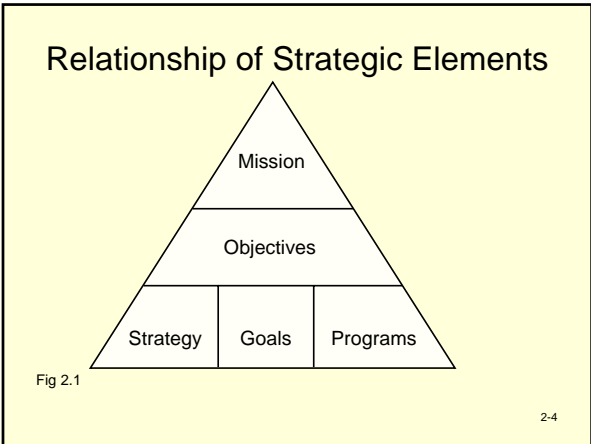 Relationship of Strategic Elements
Mission
Objectives
Strategy Goals Programs
Fig 2.1
2-4